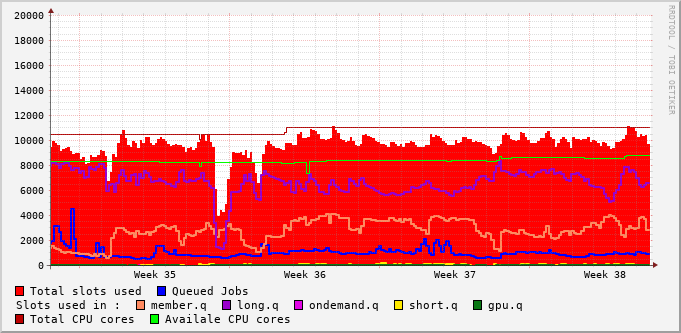 RRDTOOL / TOBI OETIKER
20000
18000
16000
14000
12000
10000
8000
6000
4000
2000
0
Week 35 Week 36 Week 37 Week 38
Total slots used Queued Jobs
Slots used in : member.q long.q ondemand.q short.q gpu.q
Total CPU cores Availale CPU cores